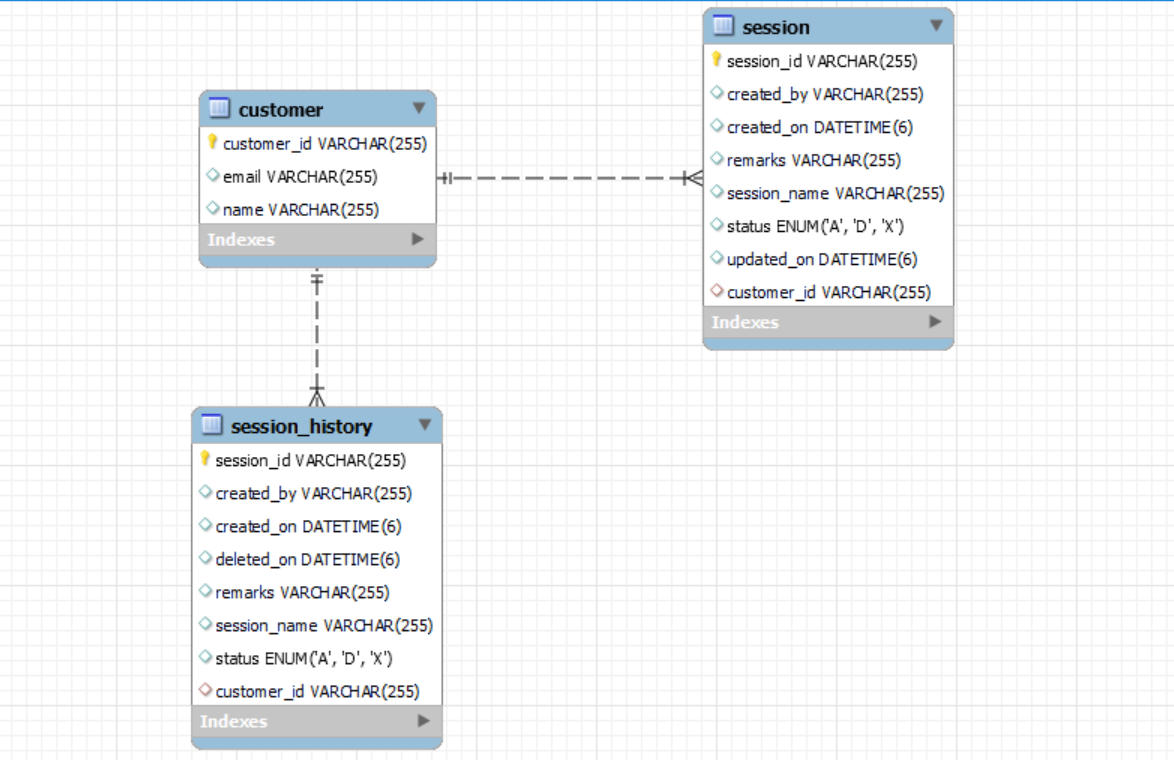 customer
customer_id VARCHAR(255)
email VARCHAR(255)
name VARCHAR(255)
Indexes
session
session_id VARCHAR(255)
created_by VARCHAR(255)
created_on DATETIME(6)
remarks VARCHAR(255)
session_name VARCHAR(255)
status ENUM('A', 'D', 'X')
updated_on DATETIME(6)
customer_id VARCHAR(255)
Indexes
session_history
session_id VARCHAR(255)
created_by VARCHAR(255)
created_on DATETIME(6)
deleted_on DATETIME(6)
remarks VARCHAR(255)
session_name VARCHAR(255)
status ENUM('A', 'D', 'X')
customer_id VARCHAR(255)
Indexes